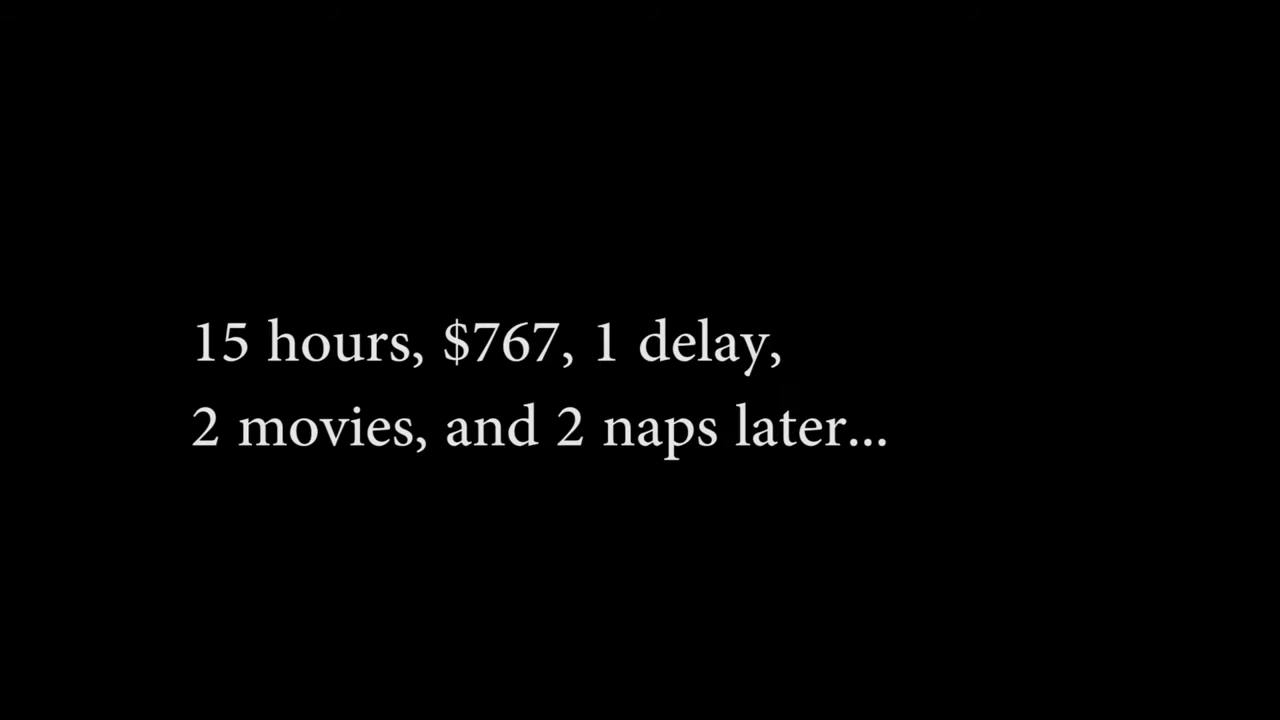 15 hours, $767, 1 delay,
2 movies, and 2 naps later...